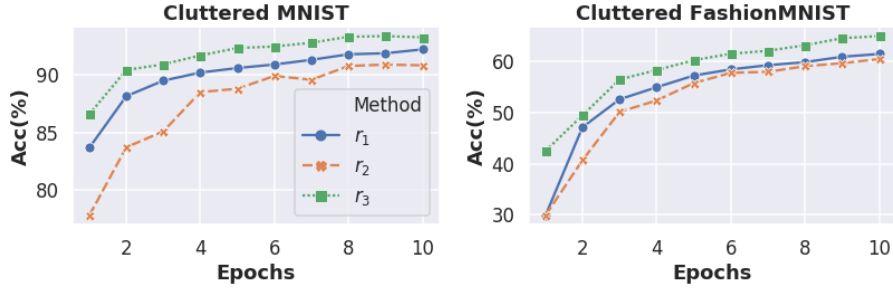 Cluttered MNIST
Acc(%)
90
85
80
2 4 6 8 10
Epochs
Method
r1
r2
r3
Cluttered FashionMNIST
Acc(%)
60
50
40
30
2 4 6 8 10
Epochs